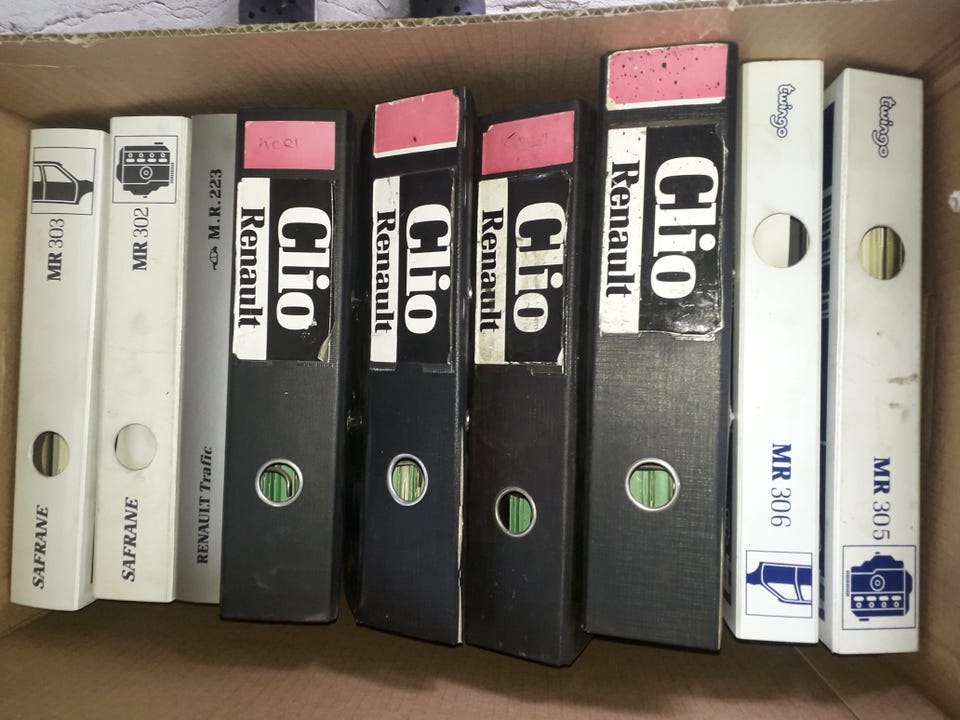 MR 303
SAFRANE
MR 302
SAFRANE
M.R. 223
RENAULT Trafic
KORI
Clio
Renault
Clio
Renault
Clio
Renault
Clio
Renault
twingo
MR 306
twingo
MR 305